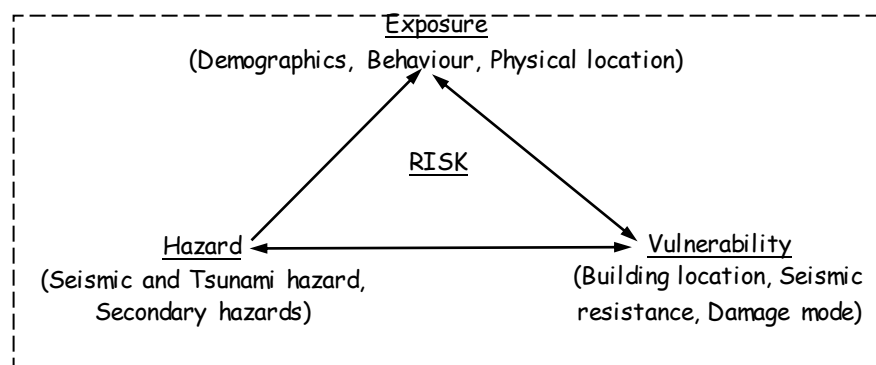 Exposure
(Demographics, Behaviour, Physical location)
RISK
Hazard
(Seismic and Tsunami hazard,
Secondary hazards)
Vulnerability
(Building location, Seismic
resistance, Damage mode)